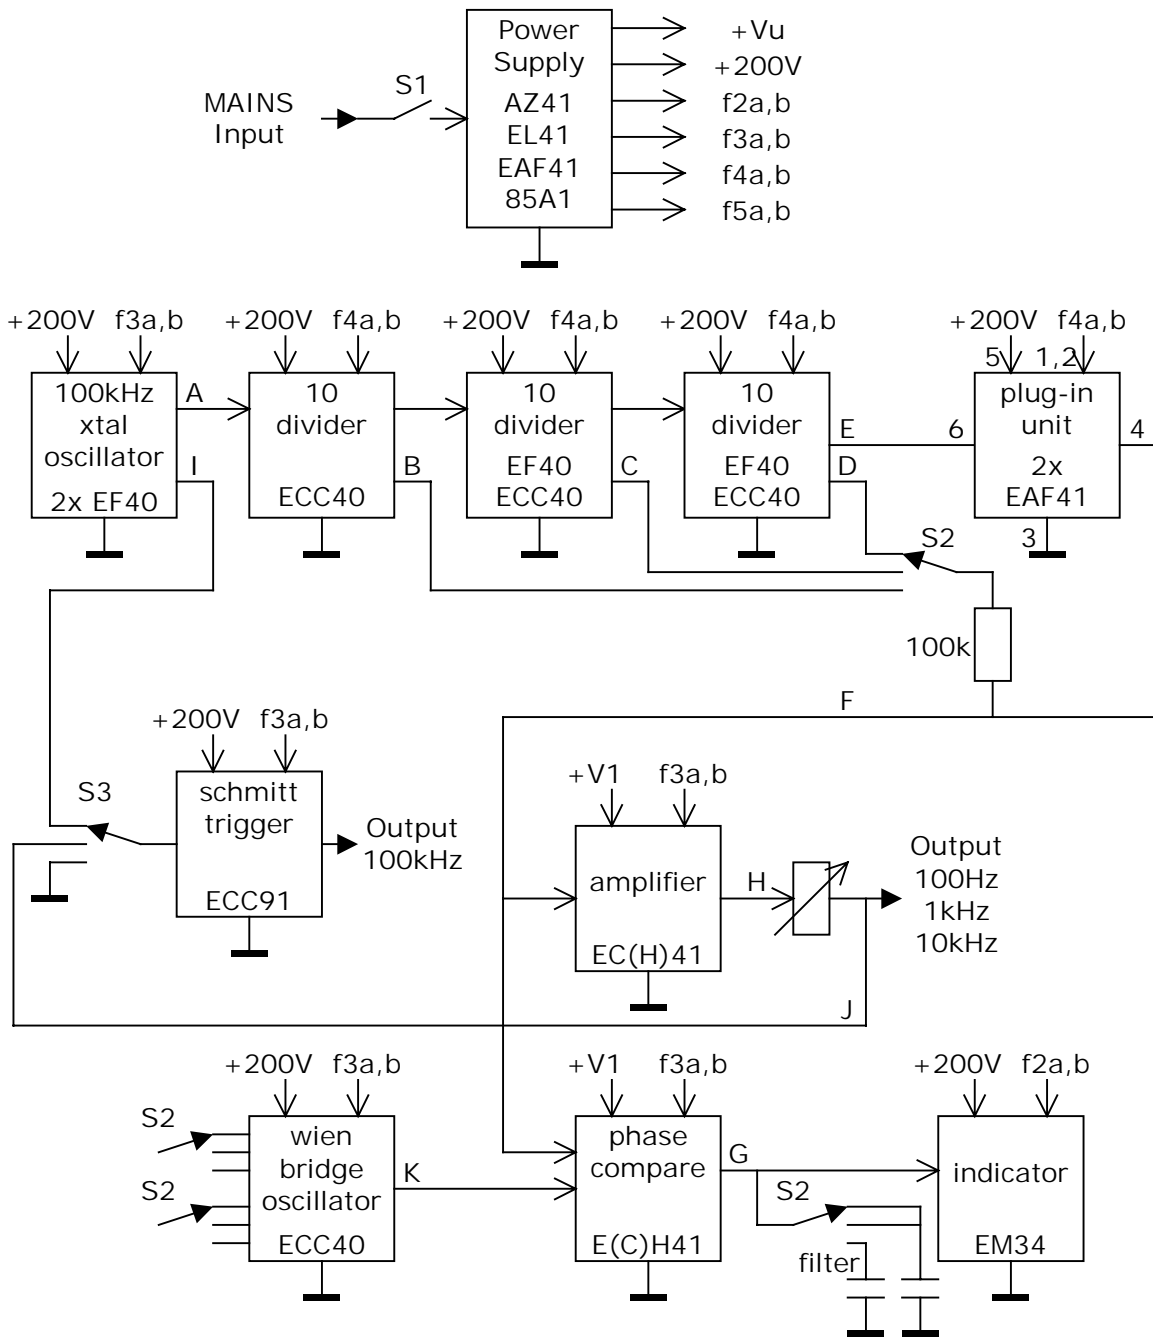 Power
Supply
AZ41
EL41
EAF41
85A1
+Vu
+200V
f2a,b
f3a,b
f4a,b
f5a,b
S1
MAINS
Input
+200V f3a,b
+200V f4a,b
+200V f4a,b
+200V f4a,b
+200V f4a,b
5 1,2
100kHz
xtal
oscillator
2x EF40
A
I
10
divider
ECC40
B
10
divider
EF40
ECC40
C
10
divider
EF40
ECC40
E
D
6
plug-in
unit
2x
EAF41
4
3
S2
100k
F
+200V f3a,b
S3
schmitt
trigger
ECC91
Output
100kHz
+V1 f3a,b
amplifier
EC(H)41
H
Output
100Hz
1kHz
10kHz
J
+200V f3a,b
S2
S2
wien
bridge
oscillator
ECC40
K
+V1 f3a,b
phase
compare
E(C)H41
G
S2
filter
+200V f2a,b
indicator
EM34